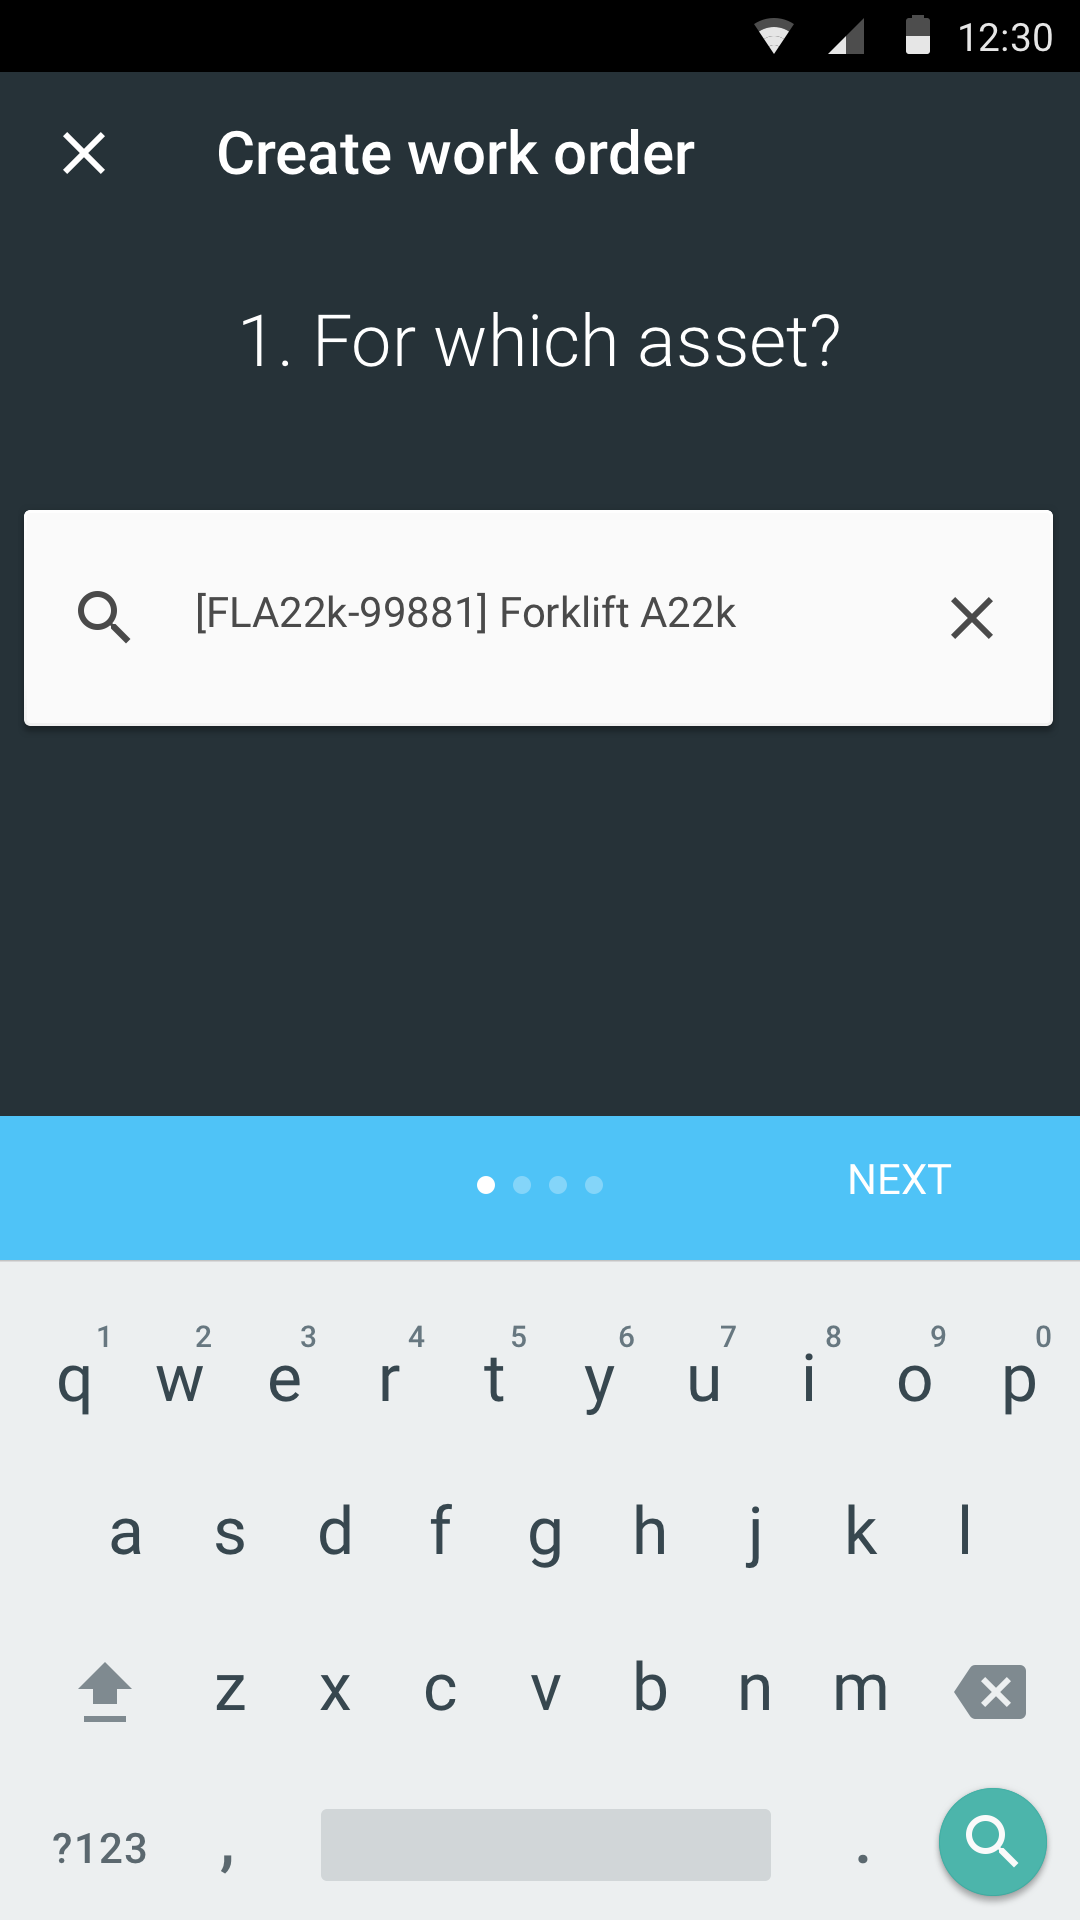 12:30
Create work order
1. For which asset?
[FLA22k-99881] Forklift A22k
NEXT
1 2 3 4 5 6 7 8 9 0
q w e r t y u i o p
a s d f g h j k l
z x c v b n m
?123 , .